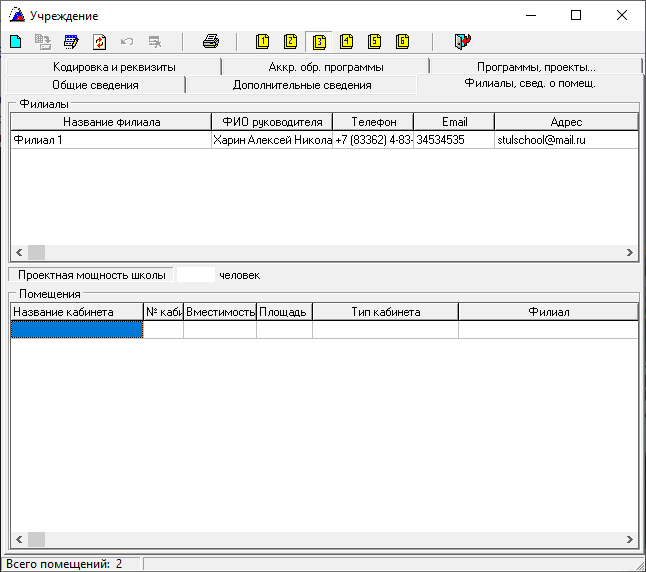 Учреждение
1 2 3 4 5 6
Кодировка и реквизиты Аккр. обр. программы Программы, проекты...
Общие сведения Дополнительные сведения Филиалы, свед. о помещ.
Филиалы
Название филиала ФИО руководителя Телефон Email Адрес
Филиал 1 Харин Алексей Никола +7 (83362) 4-83- 34534535 stulschool@mail.ru
Проектная мощность школы человек
Помещения
Название кабинета № каби Вместимость Площадь Тип кабинета Филиал
Всего помещений: 2